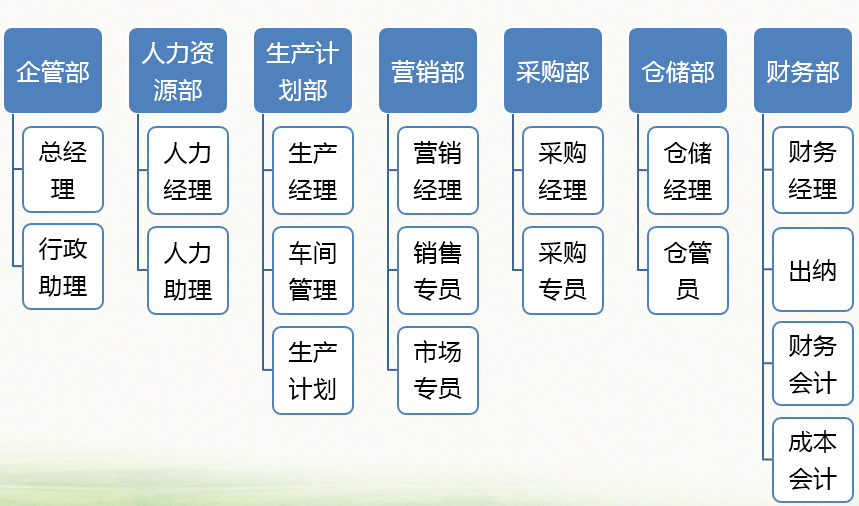 企管部
总经
理
行政
助理
人力资
源部
人力
经理
人力
助理
生产计
划部
生产
经理
车间
管理
生产
计划
营销部
营销
经理
销售
专员
市场
专员
采购部
采购
经理
采购
专员
仓储部
仓储
经理
仓管
员
财务部
财务
经理
出纳
财务
会计
成本
会计